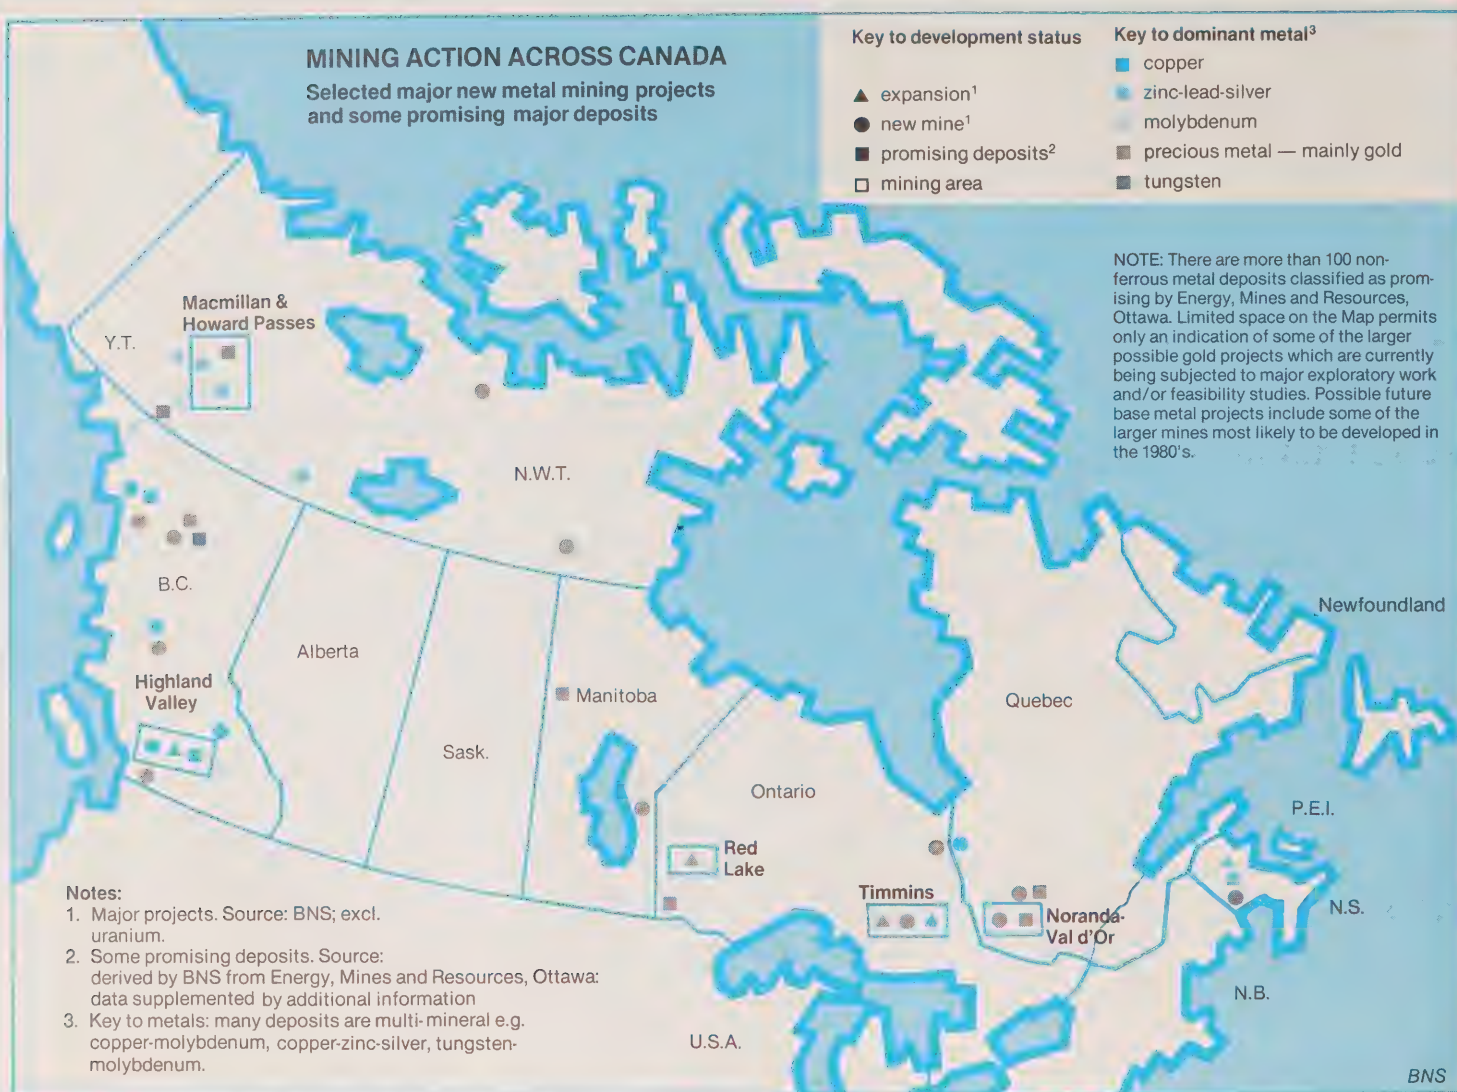 MINING ACTION ACROSS CANADA
Selected major new metal mining projects
and some promising major deposits
Key to development status
expansion¹
new mine¹
promising deposits²
mining area
Key to dominant metal³
copper
zinc-lead-silver
molybdenum
precious metal — mainly gold
tungsten
NOTE: There are more than 100 non-
ferrous metal deposits classified as prom-
ising by Energy, Mines and Resources,
Ottawa. Limited space on the Map permits
only an indication of some of the larger
possible gold projects which are currently
being subjected to major exploratory work
and/or feasibility studies. Possible future
base metal projects include some of the
larger mines most likely to be developed in
the 1980's.
Macmillan &
Howard Passes
Y.T.
N.W.T.
B.C.
Newfoundland
Alberta
Highland
Valley
Manitoba
Quebec
Sask.
Ontario
P.E.I.
Red
Lake
Timmins
Noranda-
Val d'Or
N.S.
N.B.
U.S.A.
Notes:
1. Major projects. Source: BNS; excl.
uranium.
2. Some promising deposits. Source:
derived by BNS from Energy, Mines and Resources, Ottawa:
data supplemented by additional information
3. Key to metals: many deposits are multi-mineral e.g.
copper-molybdenum, copper-zinc-silver, tungsten-
molybdenum.
BNS